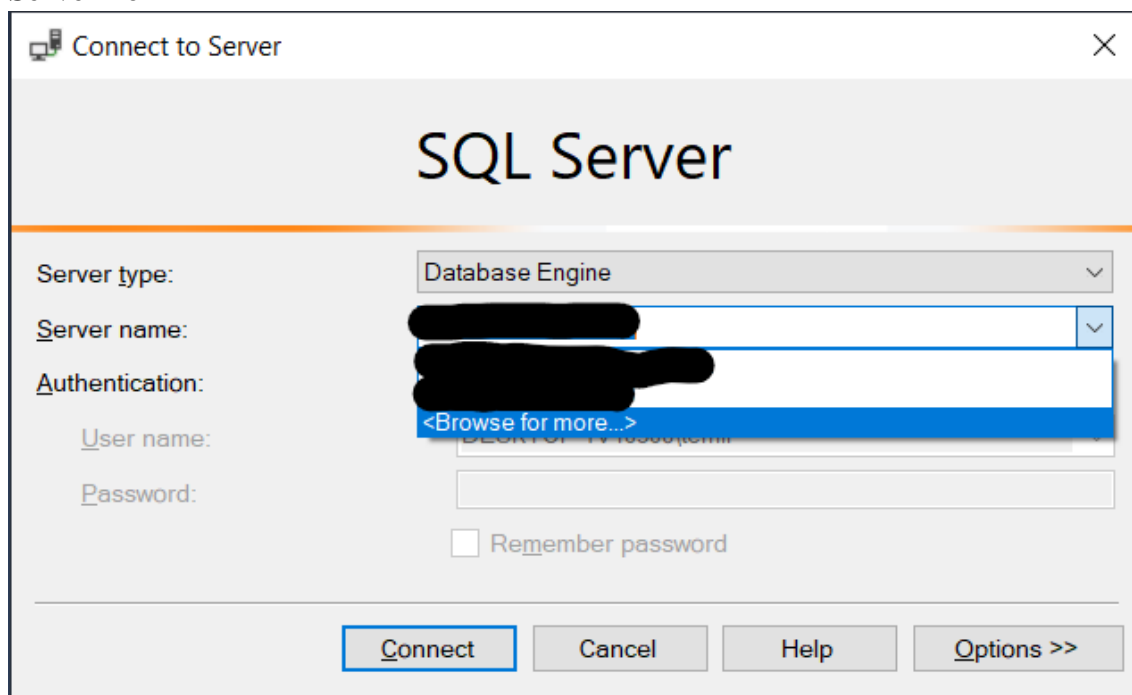 Connect to Server
SQL Server
Server type:
Database Engine
Server name:
Authentication:
<Browse for more...>
User name:
Password:
Remember password
Connect
Cancel
Help
Options >>